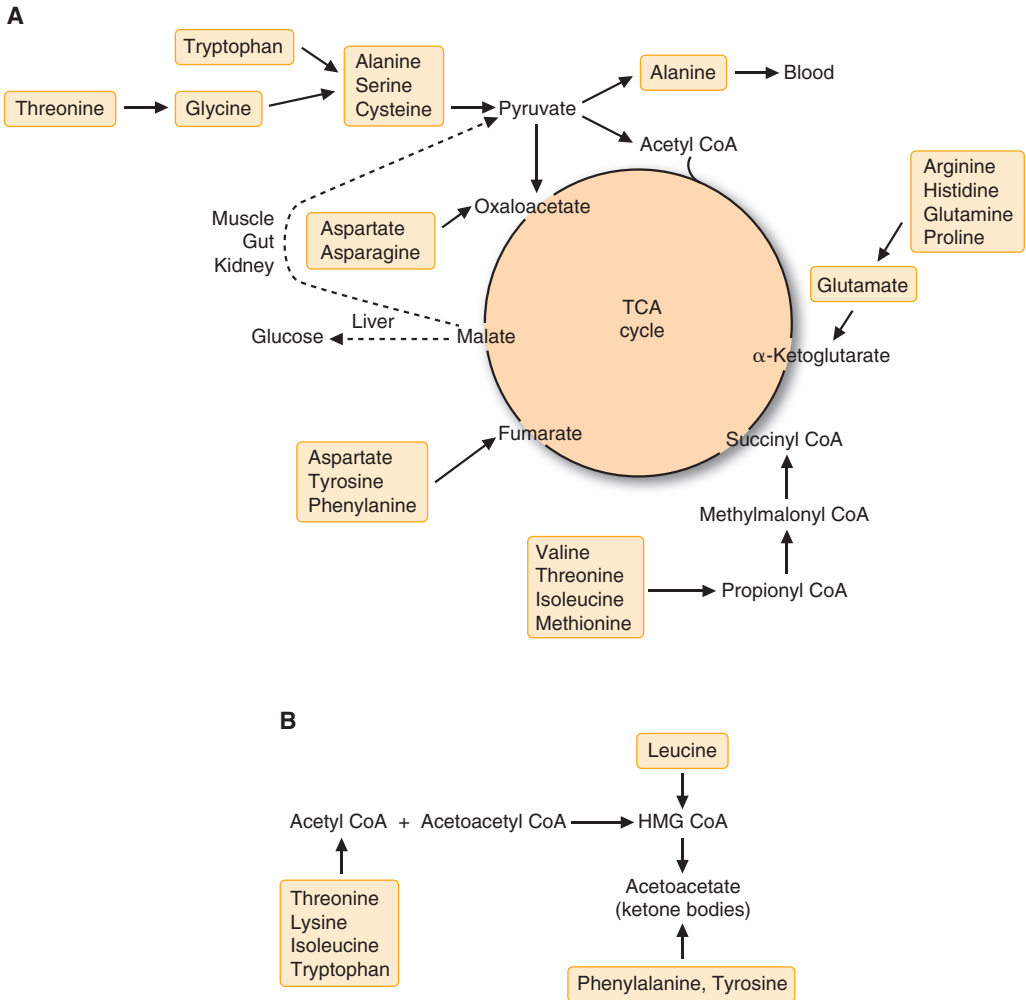 A
Tryptophan
Threonine
Glycine
Alanine
Serine
Cysteine
Pyruvate
Alanine
Blood
Acetyl CoA
Arginine
Histidine
Glutamine
Proline
Glutamate
α-Ketoglutarate
Muscle
Gut
Kidney
Aspartate
Asparagine
Oxaloacetate
TCA
cycle
Glucose
Liver
Malate
Fumarate
Aspartate
Tyrosine
Phenylanine
Succinyl CoA
Methylmalonyl CoA
Valine
Threonine
Isoleucine
Methionine
Propionyl CoA
B
Leucine
Acetyl CoA + Acetoacetyl CoA
HMG CoA
Threonine
Lysine
Isoleucine
Tryptophan
Acetoacetate
(ketone bodies)
Phenylalanine, Tyrosine